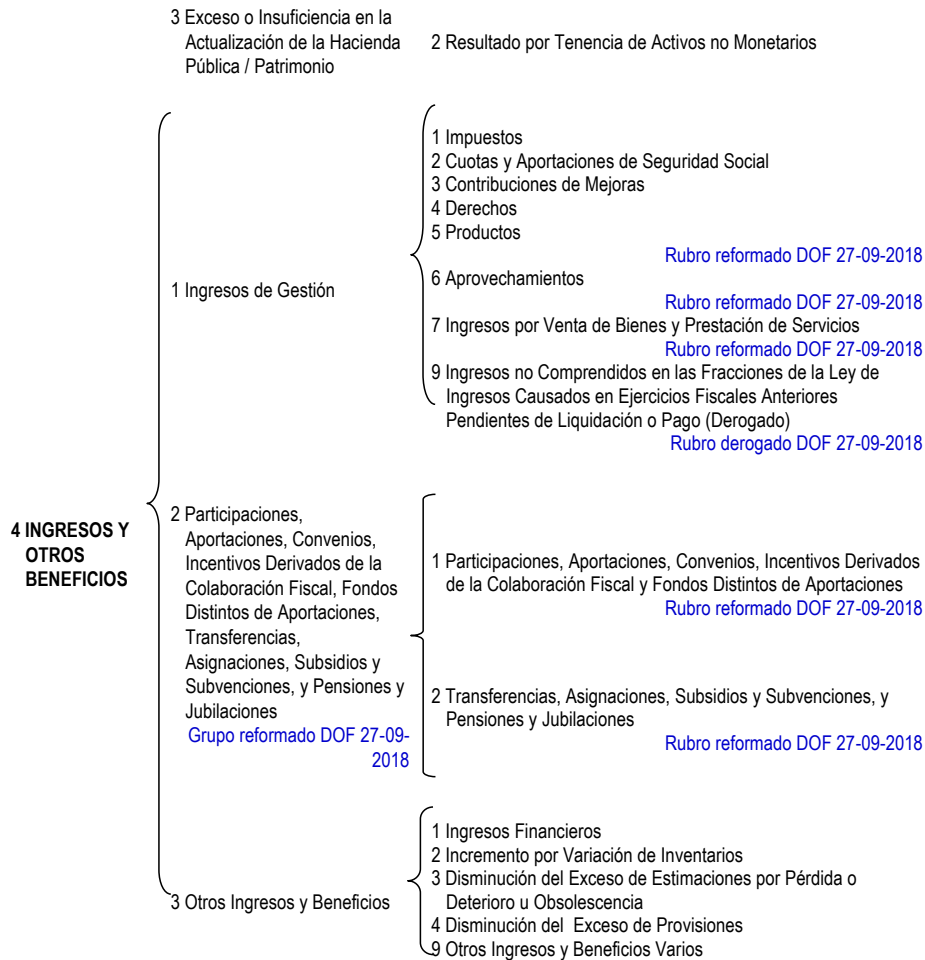 3 Exceso o Insuficiencia en la
Actualización de la Hacienda
Pública / Patrimonio
2 Resultado por Tenencia de Activos no Monetarios
4 INGRESOS Y
OTROS
BENEFICIOS
1 Ingresos de Gestión
1 Impuestos
2 Cuotas y Aportaciones de Seguridad Social
3 Contribuciones de Mejoras
4 Derechos
5 Productos
Rubro reformado DOF 27-09-2018
6 Aprovechamientos
Rubro reformado DOF 27-09-2018
7 Ingresos por Venta de Bienes y Prestación de Servicios
Rubro reformado DOF 27-09-2018
9 Ingresos no Comprendidos en las Fracciones de la Ley de
Ingresos Causados en Ejercicios Fiscales Anteriores
Pendientes de Liquidación o Pago (Derogado)
Rubro derogado DOF 27-09-2018
2 Participaciones,
Aportaciones, Convenios,
Incentivos Derivados de la
Colaboración Fiscal, Fondos
Distintos de Aportaciones,
Transferencias,
Asignaciones, Subsidios y
Subvenciones, y Pensiones y
Jubilaciones
Grupo reformado DOF 27-09-
2018
1 Participaciones, Aportaciones, Convenios, Incentivos Derivados
de la Colaboración Fiscal y Fondos Distintos de Aportaciones
Rubro reformado DOF 27-09-2018
2 Transferencias, Asignaciones, Subsidios y Subvenciones, y
Pensiones y Jubilaciones
Rubro reformado DOF 27-09-2018
3 Otros Ingresos y Beneficios
1 Ingresos Financieros
2 Incremento por Variación de Inventarios
3 Disminución del Exceso de Estimaciones por Pérdida o
Deterioro u Obsolescencia
4 Disminución del  Exceso de Provisiones
9 Otros Ingresos y Beneficios Varios